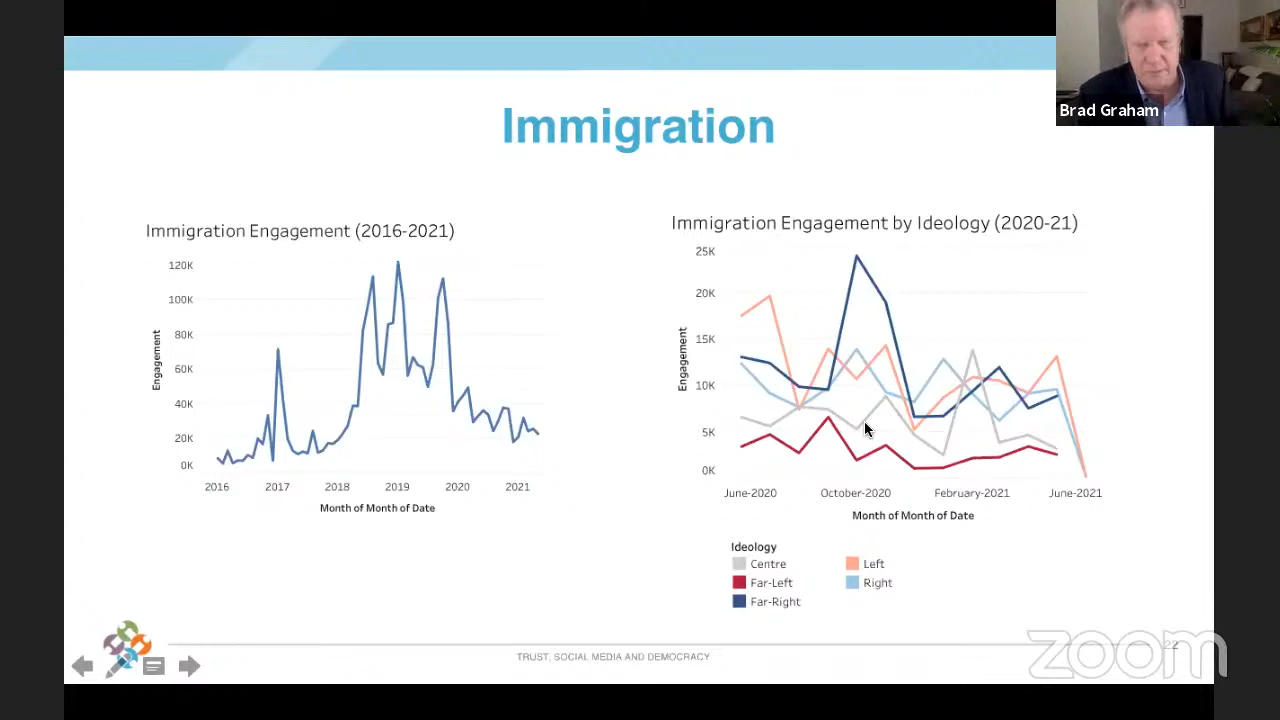 Brad Graham
Immigration
Immigration Engagement (2016-2021)
120K
100K
80K
60K
40K
20K
0K
Engagement
2016 2017 2018 2019 2020 2021
Month of Month of Date
Immigration Engagement by Ideology (2020-21)
25K
20K
15K
10K
5K
0K
Engagement
June-2020 October-2020 February-2021 June-2021
Month of Month of Date
Ideology
Centre Left
Far-Left Right
Far-Right
TRUST, SOCIAL MEDIA AND DEMOCRACY
22
zoom